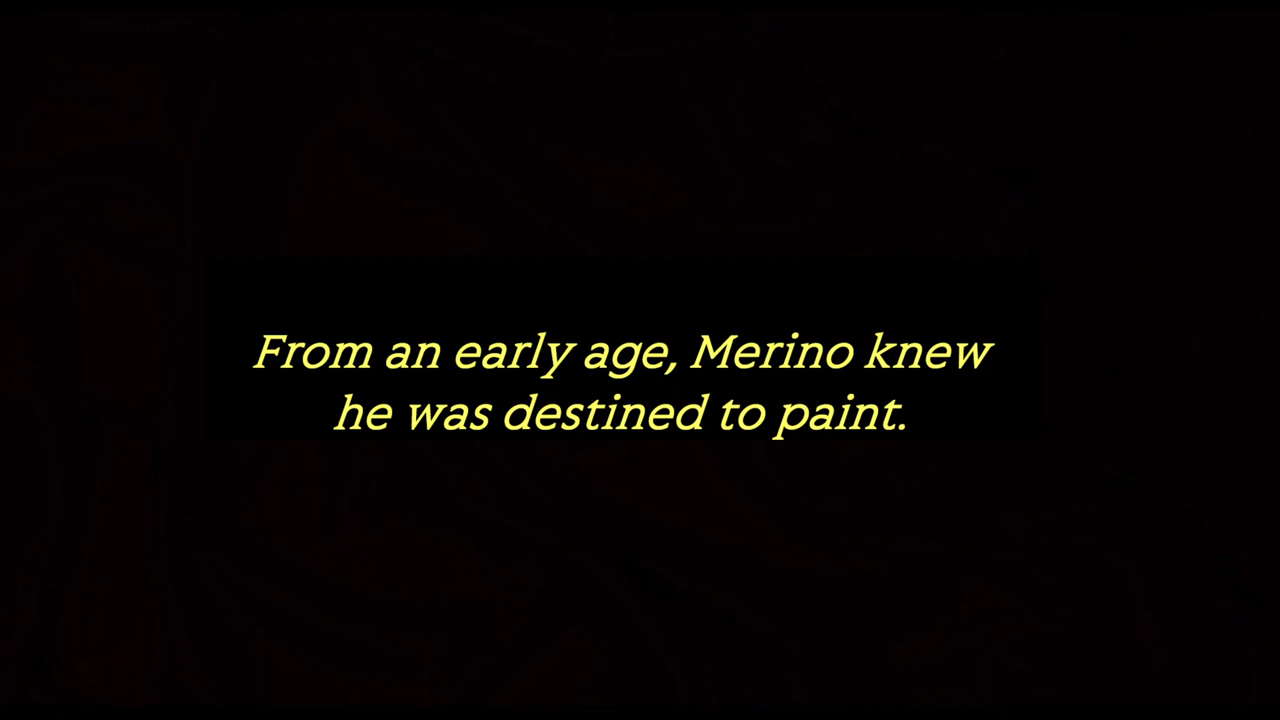 From an early age, Merino knew
he was destined to paint.